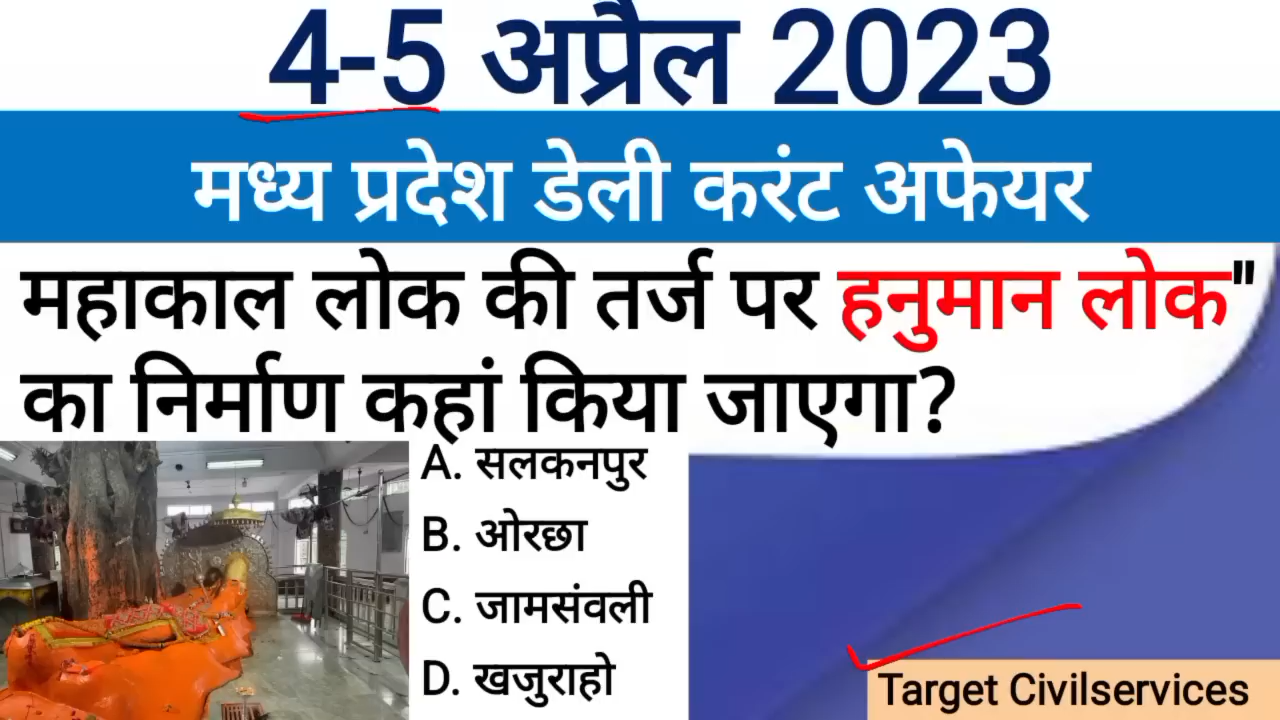 4-5 अप्रैल 2023
मध्य प्रदेश डेली करंट अफेयर
महाकाल लोक की तर्ज पर हनुमान लोक"
का निर्माण कहां किया जाएगा?
A. सलकनपुर
B. ओरछा
C. जामसंवली
D. खजुराहो
Target Civilservices